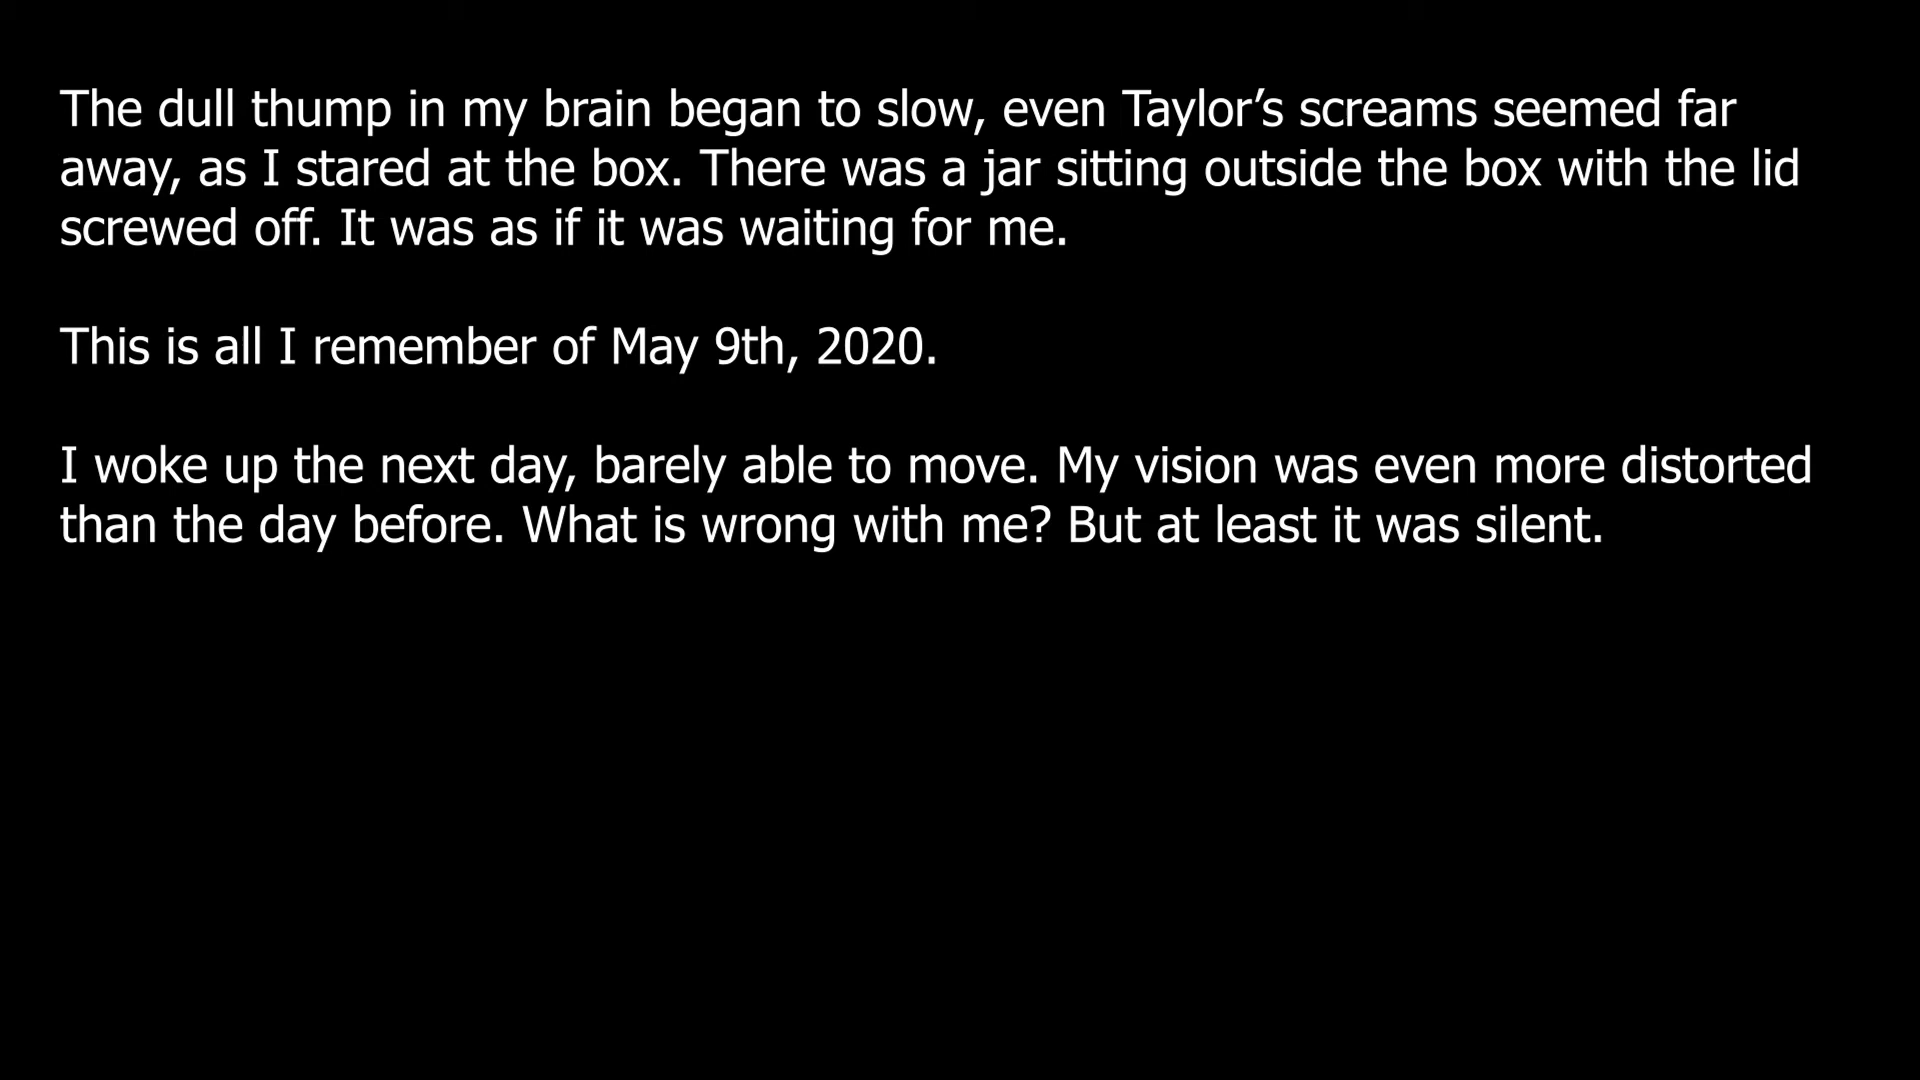 The dull thump in my brain began to slow, even Taylor’s screams seemed far
away, as I stared at the box. There was a jar sitting outside the box with the lid
screwed off. It was as if it was waiting for me.
This is all I remember of May 9th, 2020.
I woke up the next day, barely able to move. My vision was even more distorted
than the day before. What is wrong with me? But at least it was silent.